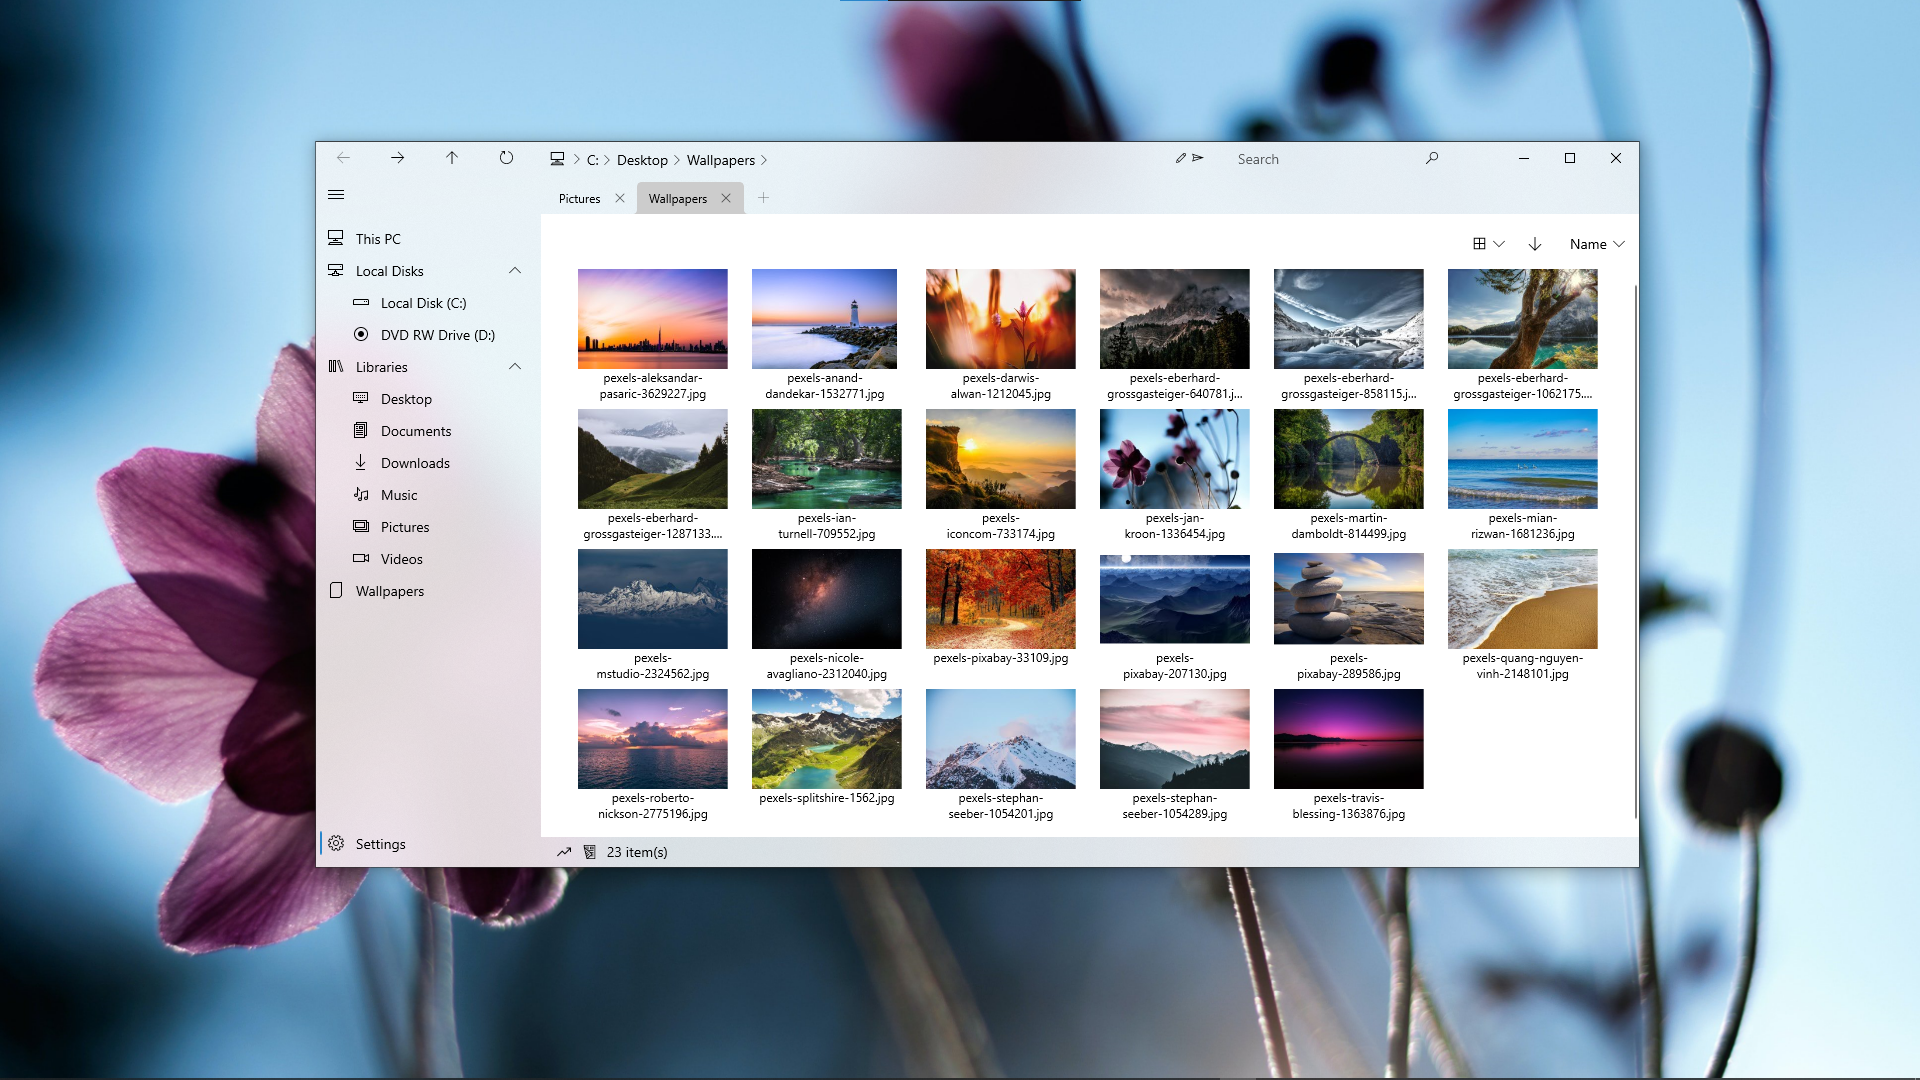 C: Desktop Wallpapers
Search
Pictures
Wallpapers
This PC
Local Disks
Local Disk (C:)
DVD RW Drive (D:)
Libraries
Desktop
Documents
Downloads
Music
Pictures
Videos
Wallpapers
Settings
Name
pexels-aleksandar-
pasaric-3629227.jpg
pexels-anand-
dandekar-1532771.jpg
pexels-darwis-
alwan-1212045.jpg
pexels-eberhard-
grossgasteiger-640781.j...
pexels-eberhard-
grossgasteiger-858115.j...
pexels-eberhard-
grossgasteiger-1062175....
pexels-eberhard-
grossgasteiger-1287133....
pexels-ian-
turnell-709552.jpg
pexels-
iconcom-733174.jpg
pexels-jan-
kroon-1336454.jpg
pexels-martin-
damboldt-814499.jpg
pexels-mian-
rizwan-1681236.jpg
pexels-
mstudio-2324562.jpg
pexels-nicole-
avagliano-2312040.jpg
pexels-pixabay-33109.jpg
pexels-
pixabay-207130.jpg
pexels-
pixabay-289586.jpg
pexels-quang-nguyen-
vinh-2148101.jpg
pexels-roberto-
nickson-2775196.jpg
pexels-splitshire-1562.jpg
pexels-stephan-
seeber-1054201.jpg
pexels-stephan-
seeber-1054289.jpg
pexels-travis-
blessing-1363876.jpg
23 item(s)